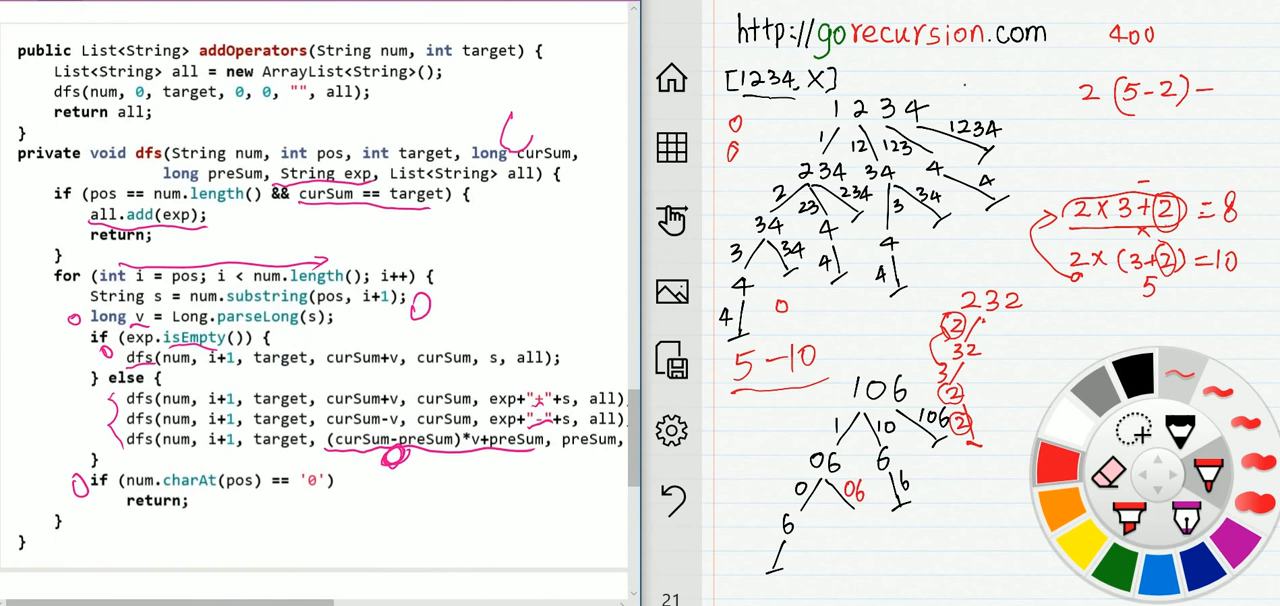 public List<String> addOperators(String num, int target) {
List<String> all = new ArrayList<String>();
dfs(num, 0, target, 0, 0, "", all);
return all;
}
private void dfs(String num, int pos, int target, long curSum,
long preSum, String exp, List<String> all) {
if (pos == num.length() && curSum == target) {
all.add(exp);
return;
}
for (int i = pos; i < num.length(); i++) {
String s = num.substring(pos, i+1);
long v = Long.parseLong(s);
if (exp.isEmpty()) {
dfs(num, i+1, target, curSum+v, curSum, s, all);
} else {
dfs(num, i+1, target, curSum+v, curSum, exp+"+"+s, all)
dfs(num, i+1, target, curSum-v, curSum, exp+"-"+s, all)
dfs(num, i+1, target, (curSum-preSum)*v+preSum, preSum,
}
if (num.charAt(pos) == '0')
return;
}
}
http://gorecursion.com
400
[1234, X]
2 (5-2) -
1 2 3 4
1 12 123 1234
234 34 4
2 23 234 3 34 4
34 4 4
3 34 4 4
4
4
0
0
0
-
2 x 3 + 2 = 8
x
2 x (3+2) = 10
5
232
2
32
3
2
2
5 - 10
106
1 10 106
06 6
0 06 6
6
21